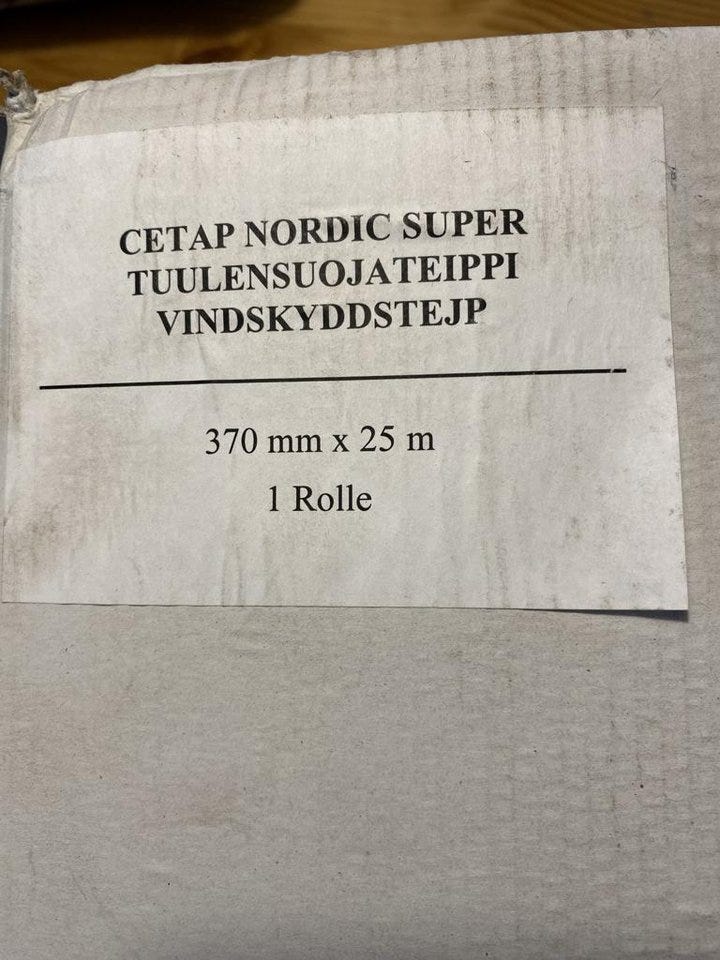 CETAP NORDIC SUPER
TUULENSUOJATEIPPI
VINDSKYDDSTEJP
370 mm x 25 m
1 Rolle